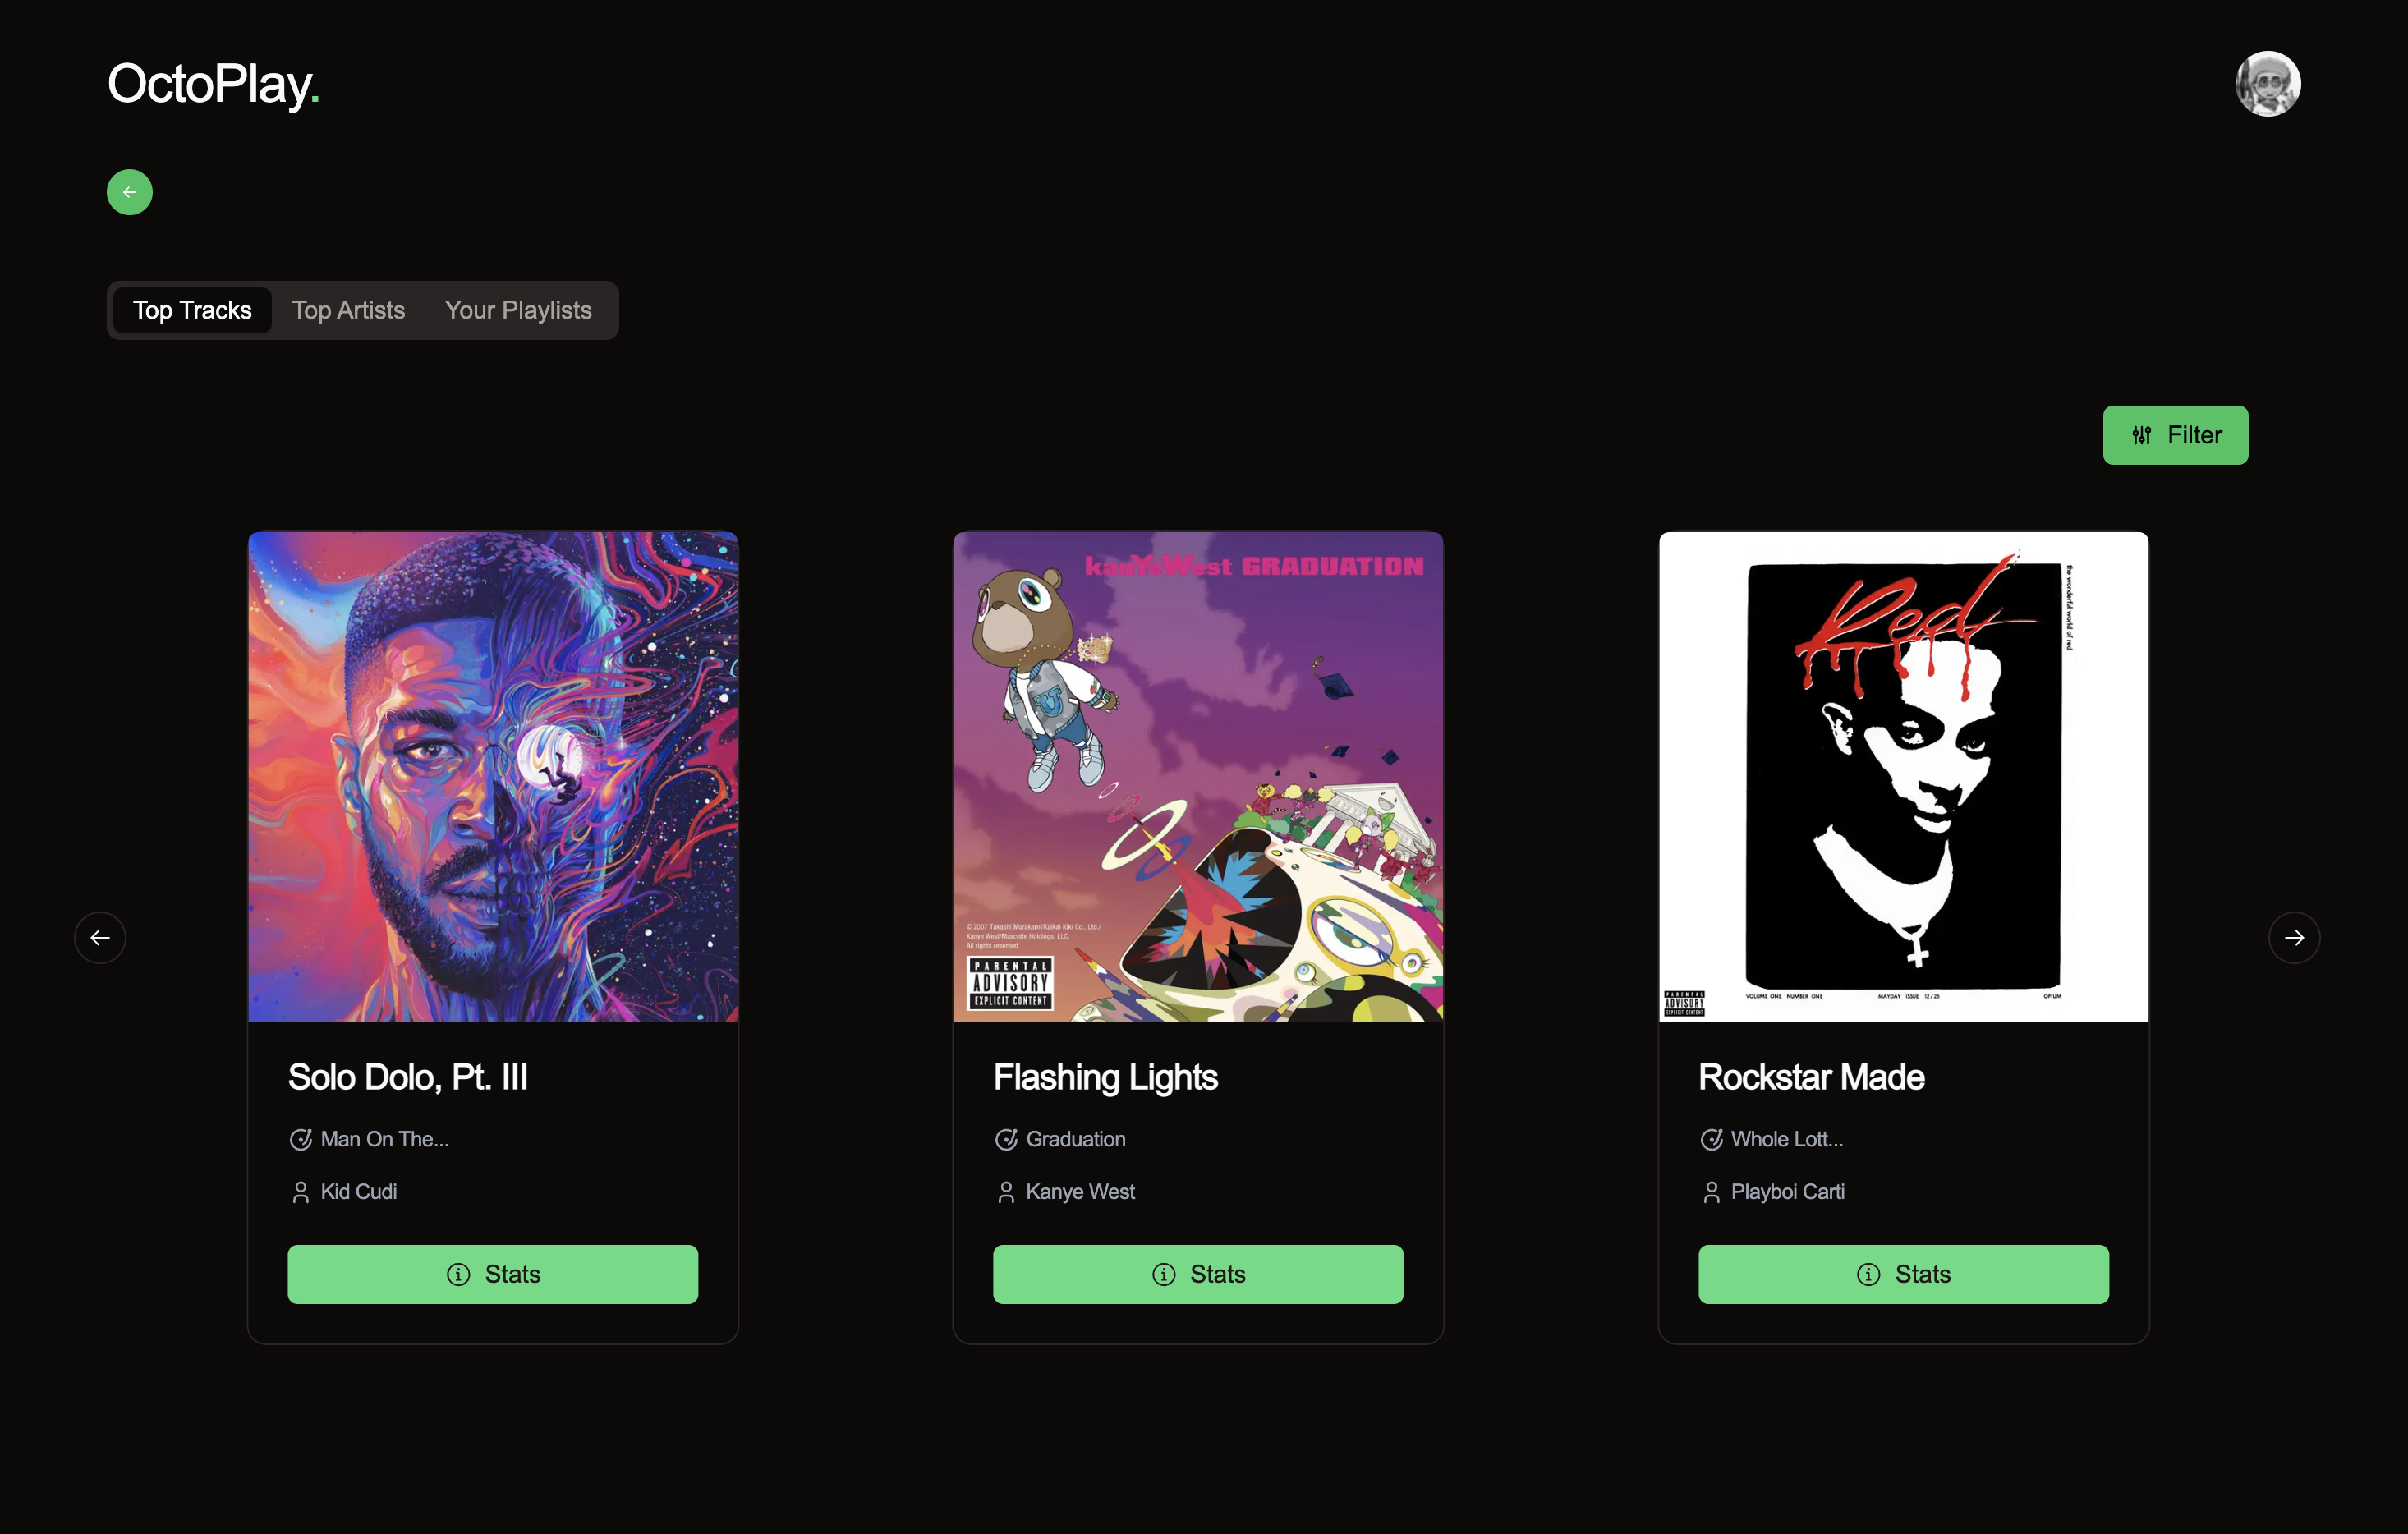 OctoPlay.
Top Tracks Top Artists Your Playlists
Filter
kanYeWest GRADUATION
©2007 Takashi Murakami/Kaikai Kiki Co., Ltd./
Kanye West/Mascotte Holdings, LLC.
All rights reserved.
PARENTAL
ADVISORY
EXPLICIT CONTENT
Red
the wonderful world of red
PARENTAL
ADVISORY
EXPLICIT CONTENT
VOLUME ONE NUMBER ONE MAYDAY ISSUE 12/25 OPIUM
Solo Dolo, Pt. III
Man On The...
Kid Cudi
Stats
Flashing Lights
Graduation
Kanye West
Stats
Rockstar Made
Whole Lott...
Playboi Carti
Stats